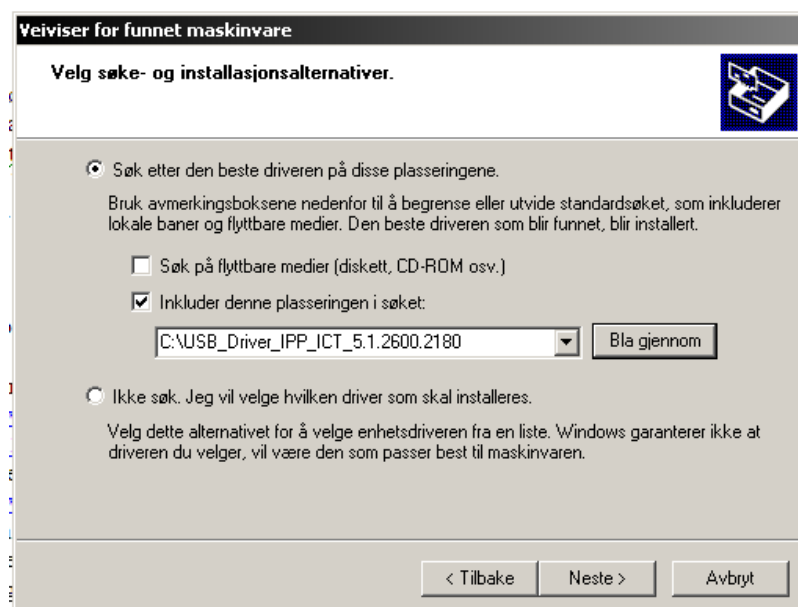 Veiviser for funnet maskinvare
Velg søke- og installasjonsalternativer.
Søk etter den beste driveren på disse plasseringene.
Bruk avmerkingsboksene nedenfor til å begrense eller utvide standardsøket, som inkluderer
lokale baner og flyttbare medier. Den beste driveren som blir funnet, blir installert.
Søk på flyttbare medier (diskett, CD-ROM osv.)
Inkluder denne plasseringen i søket:
C:\USB_Driver_IPP_ICT_5.1.2600.2180
Bla gjennom
Ikke søk. Jeg vil velge hvilken driver som skal installeres.
Velg dette alternativet for å velge enhetsdriveren fra en liste. Windows garanterer ikke at
driveren du velger, vil være den som passer best til maskinvaren.
< Tilbake
Neste >
Avbryt